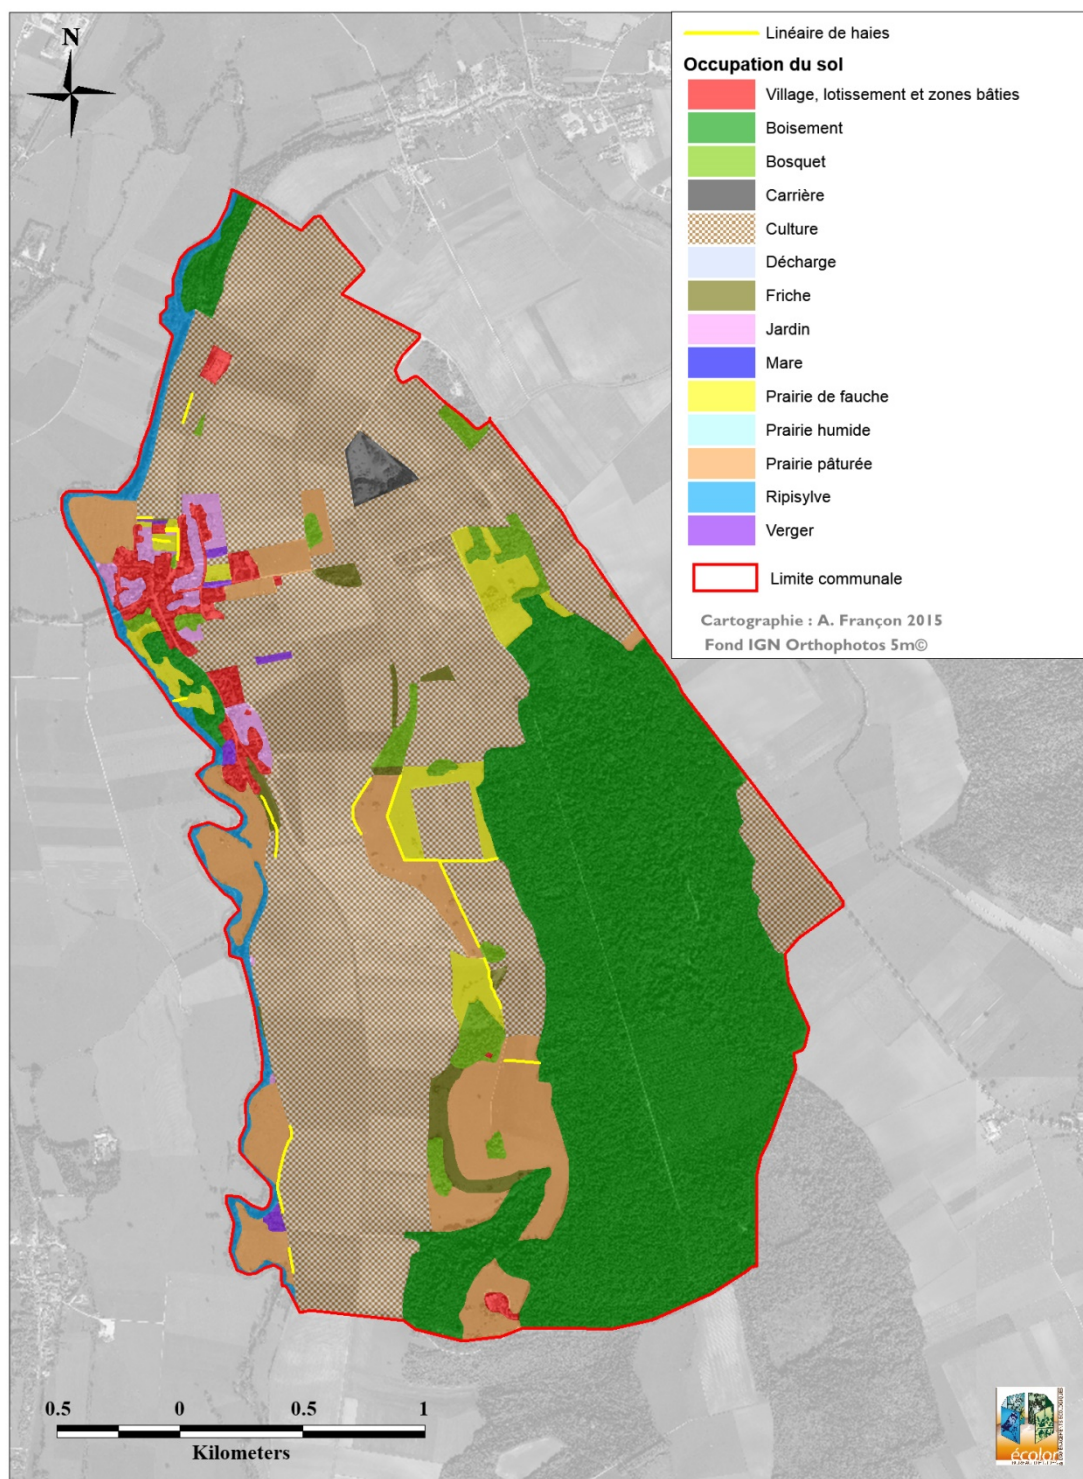 N
Linéaire de haies
Occupation du sol
Village, lotissement et zones bâties
Boisement
Bosquet
Carrière
Culture
Décharge
Friche
Jardin
Mare
Prairie de fauche
Prairie humide
Prairie pâturée
Ripisylve
Verger
Limite communale
Cartographie : A. Françon 2015
Fond IGN Orthophotos 5m©
0.5 0 0.5 1
Kilometers
écolor